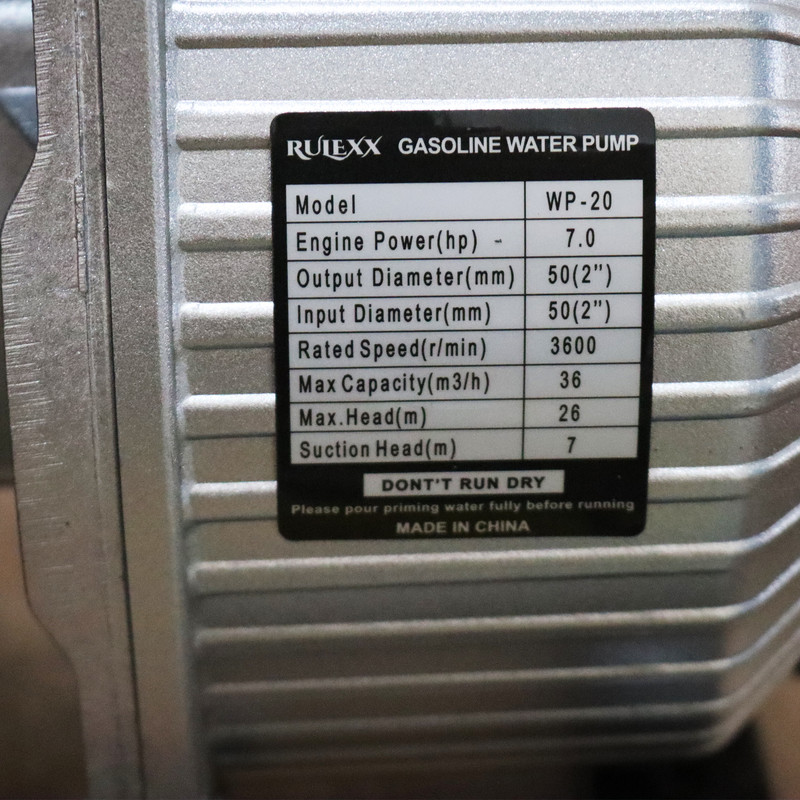 RULEXX GASOLINE WATER PUMP
Model WP-20
Engine Power(hp) 7.0
Output Diameter(mm) 50(2")
Input Diameter(mm) 50(2")
Rated Speed(r/min) 3600
Max Capacity(m3/h) 36
Max.Head(m) 26
Suction Head(m) 7
DONT'T RUN DRY
Please pour priming water fully before running
MADE IN CHINA